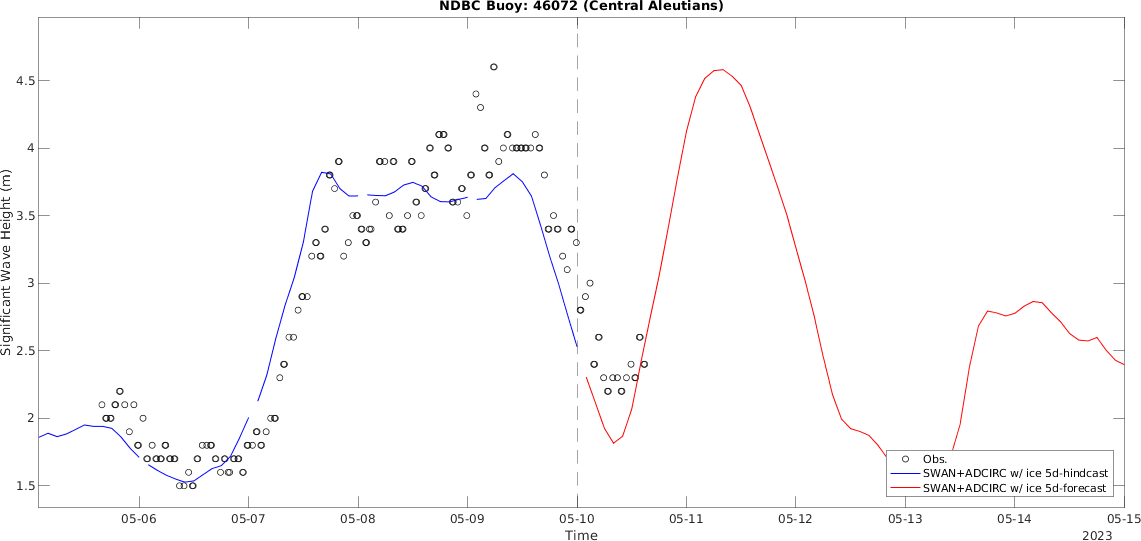 NDBC Buoy: 46072 (Central Aleutians)
Significant Wave Height (m)
4.5
4
3.5
3
2.5
2
1.5
Obs.
SWAN+ADCIRC w/ ice 5d-hindcast
SWAN+ADCIRC w/ ice 5d-forecast
05-06 05-07 05-08 05-09 05-10 05-11 05-12 05-13 05-14 05-15
Time
2023